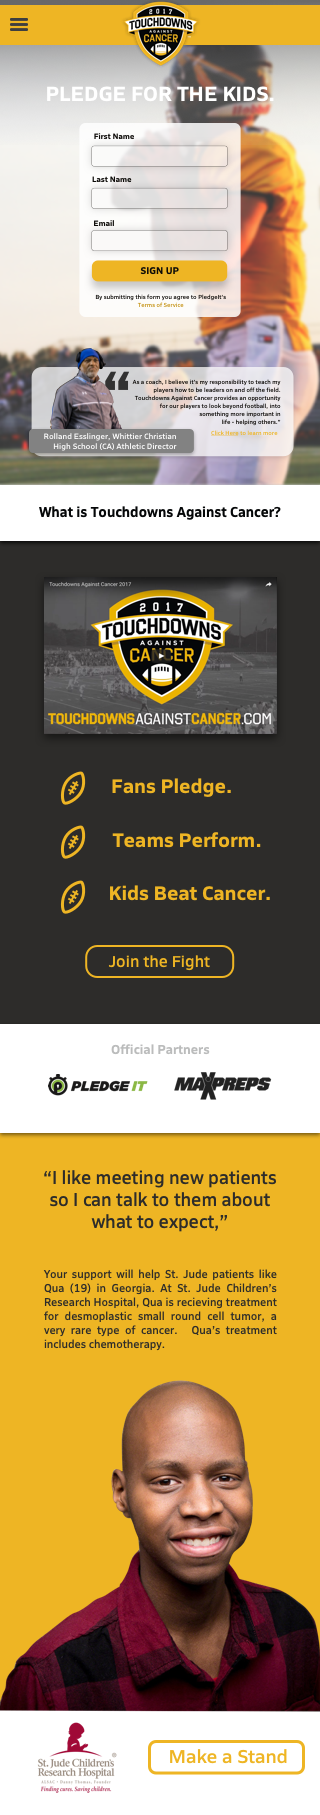 2017
TOUCHDOWNS
AGAINST
CANCER
PLEDGE FOR THE KIDS.
First Name
Last Name
Email
SIGN UP
By submitting this form you agree to PledgeIt's
Terms of Service
“
As a coach, I believe it's my responsibility to teach my
players how to be leaders on and off the field.
Touchdowns Against Cancer provides an opportunity
for our players to look beyond football, into
something more important in
life - helping others."
Click Here to learn more
Rolland Esslinger, Whittier Christian
High School (CA) Athletic Director
What is Touchdowns Against Cancer?
Touchdowns Against Cancer 2017
2017
TOUCHDOWNS
AGAINST
CANCER
TOUCHDOWNSAGAINSTCANCER.COM
Fans Pledge.
Teams Perform.
Kids Beat Cancer.
Join the Fight
Official Partners
PLEDGE IT
MAXPREPS
“I like meeting new patients
so I can talk to them about
what to expect,”
Your support will help St. Jude patients like
Qua (19) in Georgia. At St. Jude Children's
Research Hospital, Qua is recieving treatment
for desmoplastic small round cell tumor, a
very rare type of cancer. Qua's treatment
includes chemotherapy.
St. Jude Children's
Research Hospital
ALSAC • Danny Thomas, Founder
Finding cures. Saving children.
Make a Stand